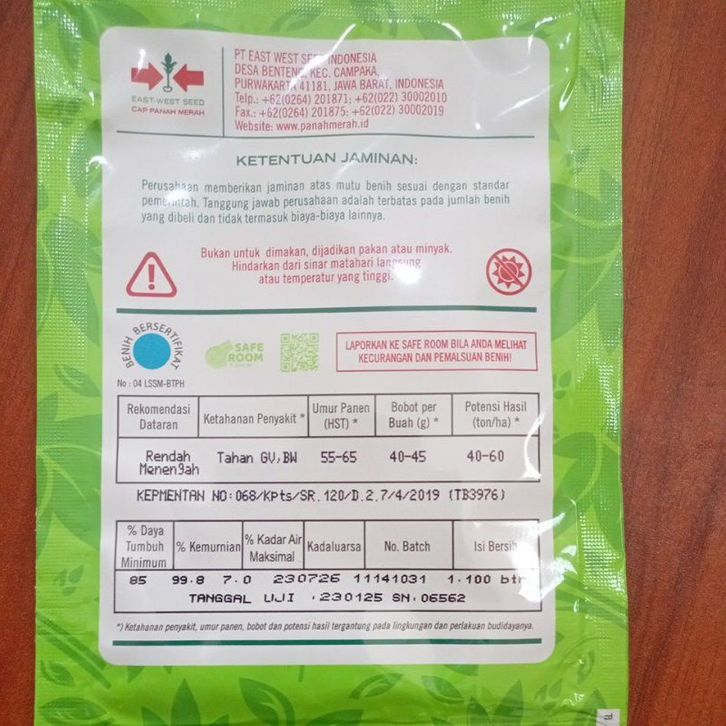 PT EAST WEST SEED INDONESIA
DESA BENTENG, KEC. CAMPAKA,
PURWAKARTA 41181, JAWA BARAT, INDONESIA
Telp.: +62(0264) 201871; +62(022) 30002010
Fax.: +62(0264) 201875; +62(022) 30002019
Website: www.panahmerah.id
EAST-WEST SEED
CAP PANAH MERAH
KETENTUAN JAMINAN:
Perusahaan memberikan jaminan atas mutu benih sesuai dengan standar
pemerintah. Tanggung jawab perusahaan adalah terbatas pada jumlah benih
yang dibeli dan tidak termasuk biaya-biaya lainnya.
Bukan untuk dimakan, dijadikan pakan atau minyak.
Hindarkan dari sinar matahari langsung
atau temperatur yang tinggi.
BENIH BERSERTIFIKAT
No : 04 LSSM-BTPH
SAFE
ROOM
LAPORKAN KE SAFE ROOM BILA ANDA MELIHAT
KECURANGAN DAN PEMALSUAN BENIH!
Rekomendasi Dataran Ketahanan Penyakit * Umur Panen (HST) * Bobot per Buah (g) * Potensi Hasil (ton/ha) *
Rendah Menengah Tahan GV,BW 55-65 40-45 40-60
KEPMENTAN NO:068/Kpts/SR.120/D.2.7/4/2019 (TB3976)
% Daya Tumbuh Minimum % Kemurnian % Kadar Air Maksimal Kadaluarsa No. Batch Isi Bersih
85 99.8 7.0 230726 11141031 1.100 btr
TANGGAL UJI .230125 SN.06562
*) Ketahanan penyakit, umur panen, bobot dan potensi hasil tergantung pada lingkungan dan perlakuan budidayanya.